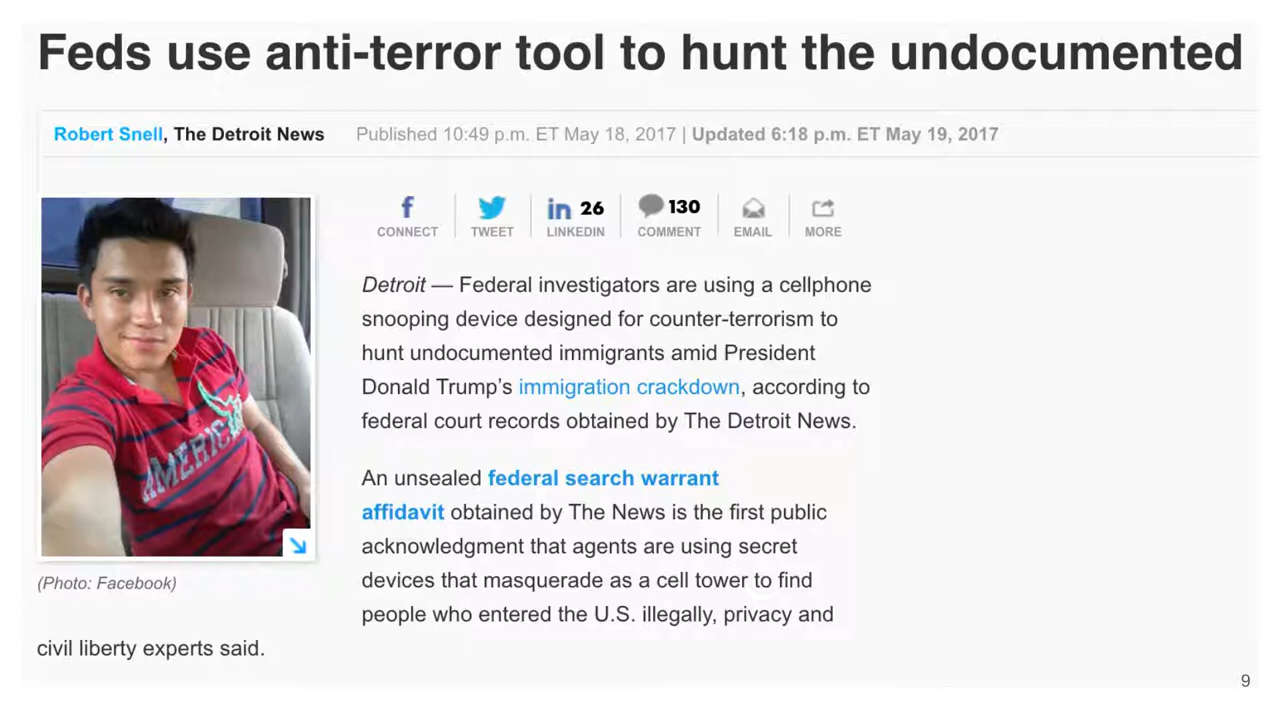 Feds use anti-terror tool to hunt the undocumented
Robert Snell, The Detroit News Published 10:49 p.m. ET May 18, 2017 | Updated 6:18 p.m. ET May 19, 2017
26
130
CONNECT TWEET LINKEDIN COMMENT EMAIL MORE
AMERICA
Detroit — Federal investigators are using a cellphone
snooping device designed for counter-terrorism to
hunt undocumented immigrants amid President
Donald Trump's immigration crackdown, according to
federal court records obtained by The Detroit News.
An unsealed federal search warrant
affidavit obtained by The News is the first public
acknowledgment that agents are using secret
devices that masquerade as a cell tower to find
(Photo: Facebook)
people who entered the U.S. illegally, privacy and
civil liberty experts said.
9